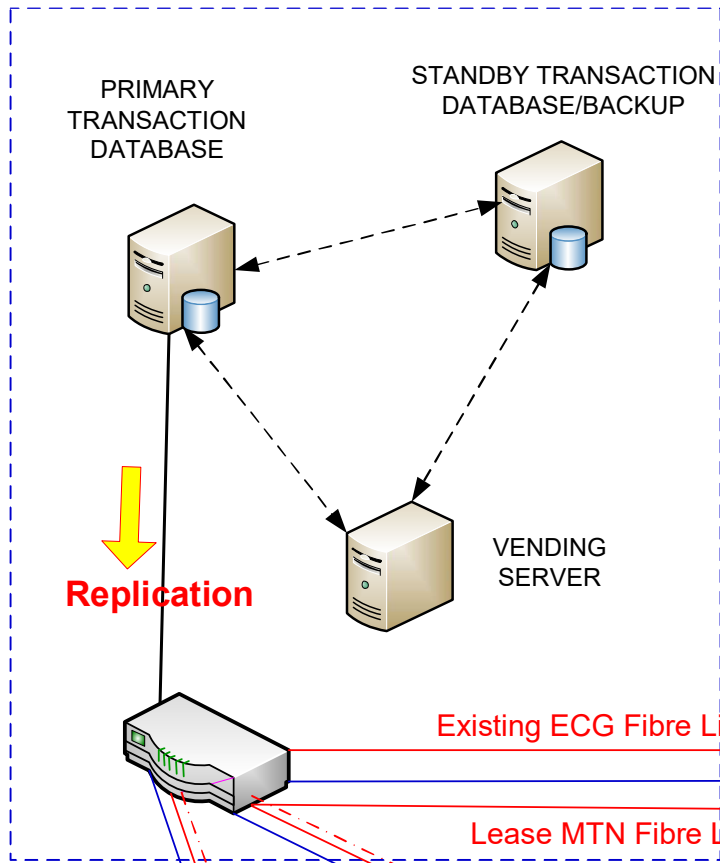 PRIMARY
TRANSACTION
DATABASE
STANDBY TRANSACTION
DATABASE/BACKUP
VENDING
SERVER
Replication
Existing ECG Fibre
Lease MTN Fibre